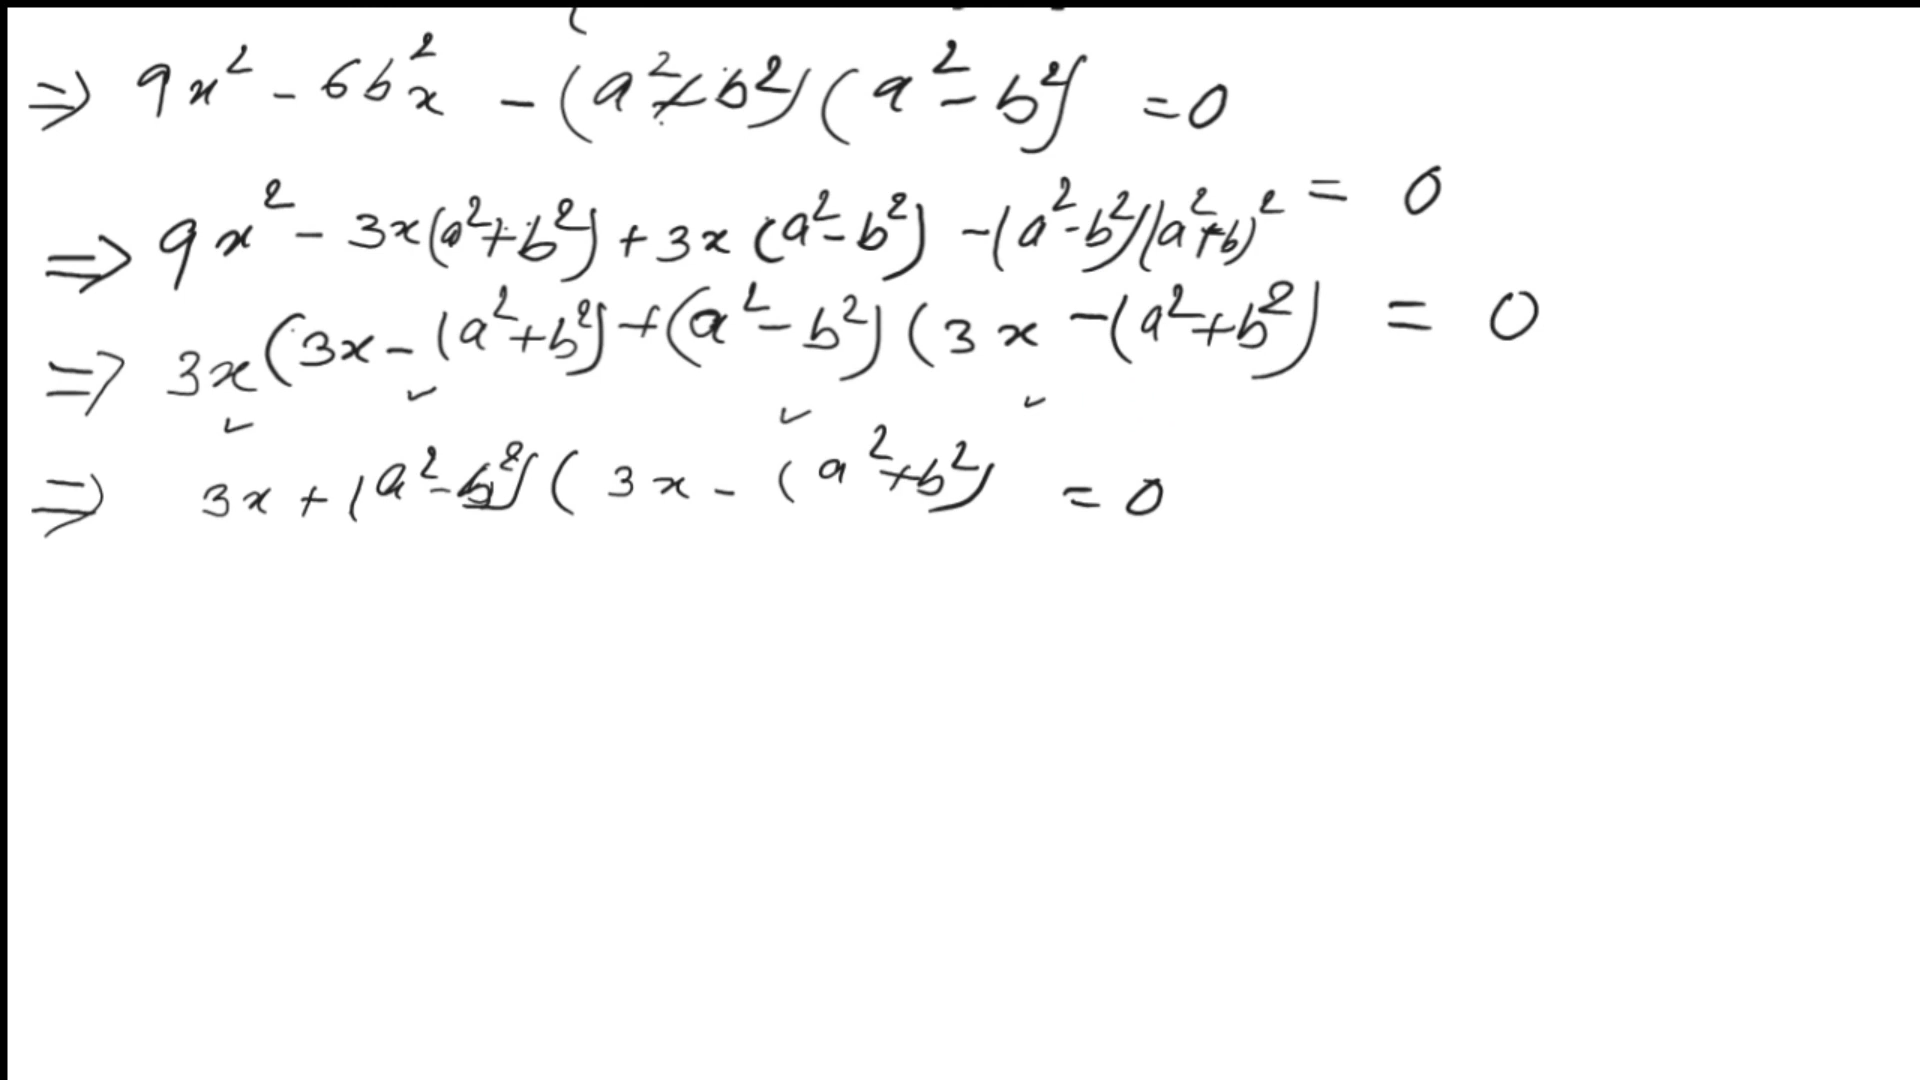 ⇒ 9x² - 6b²x - (a²+b²)(a²-b²) = 0
⇒ 9x² - 3x(a²+b²) + 3x(a²-b²) -(a²-b²)(a²+b)² = 0
⇒ 3x(3x-(a²+b²)+(a²-b²)(3x-(a²+b²) = 0
⇒ 3x+(a²-b²)(3x-(a²+b²) = 0